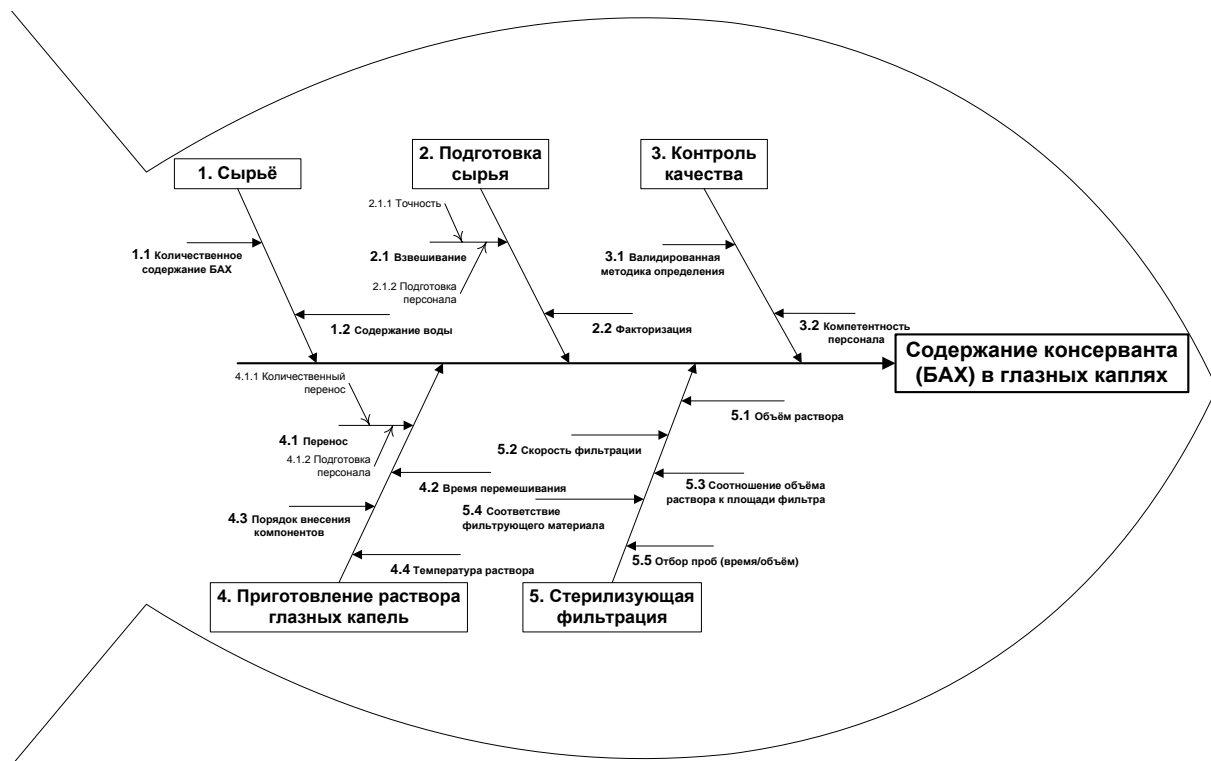 1. Сырьё
2. Подготовка
сырья
3. Контроль
качества
2.1.1 Точность
1.1 Количественное
содержание БАХ
2.1 Взвешивание
3.1 Валидированная
методика определения
2.1.2 Подготовка
персонала
1.2 Содержание воды
2.2 Факторизация
3.2 Компетентность
персонала
Содержание консерванта
(БАХ) в глазных каплях
4.1.1 Количественный
перенос
5.1 Объём раствора
4.1 Перенос
5.2 Скорость фильтрации
4.1.2 Подготовка
персонала
4.2 Время перемешивания
5.3 Соотношение объёма
раствора к площади фильтра
4.3 Порядок внесения
компонентов
5.4 Соответствие
фильтрующего материала
5.5 Отбор проб (время/объём)
4.4 Температура раствора
4. Приготовление раствора
глазных капель
5. Стерилизующая
фильтрация